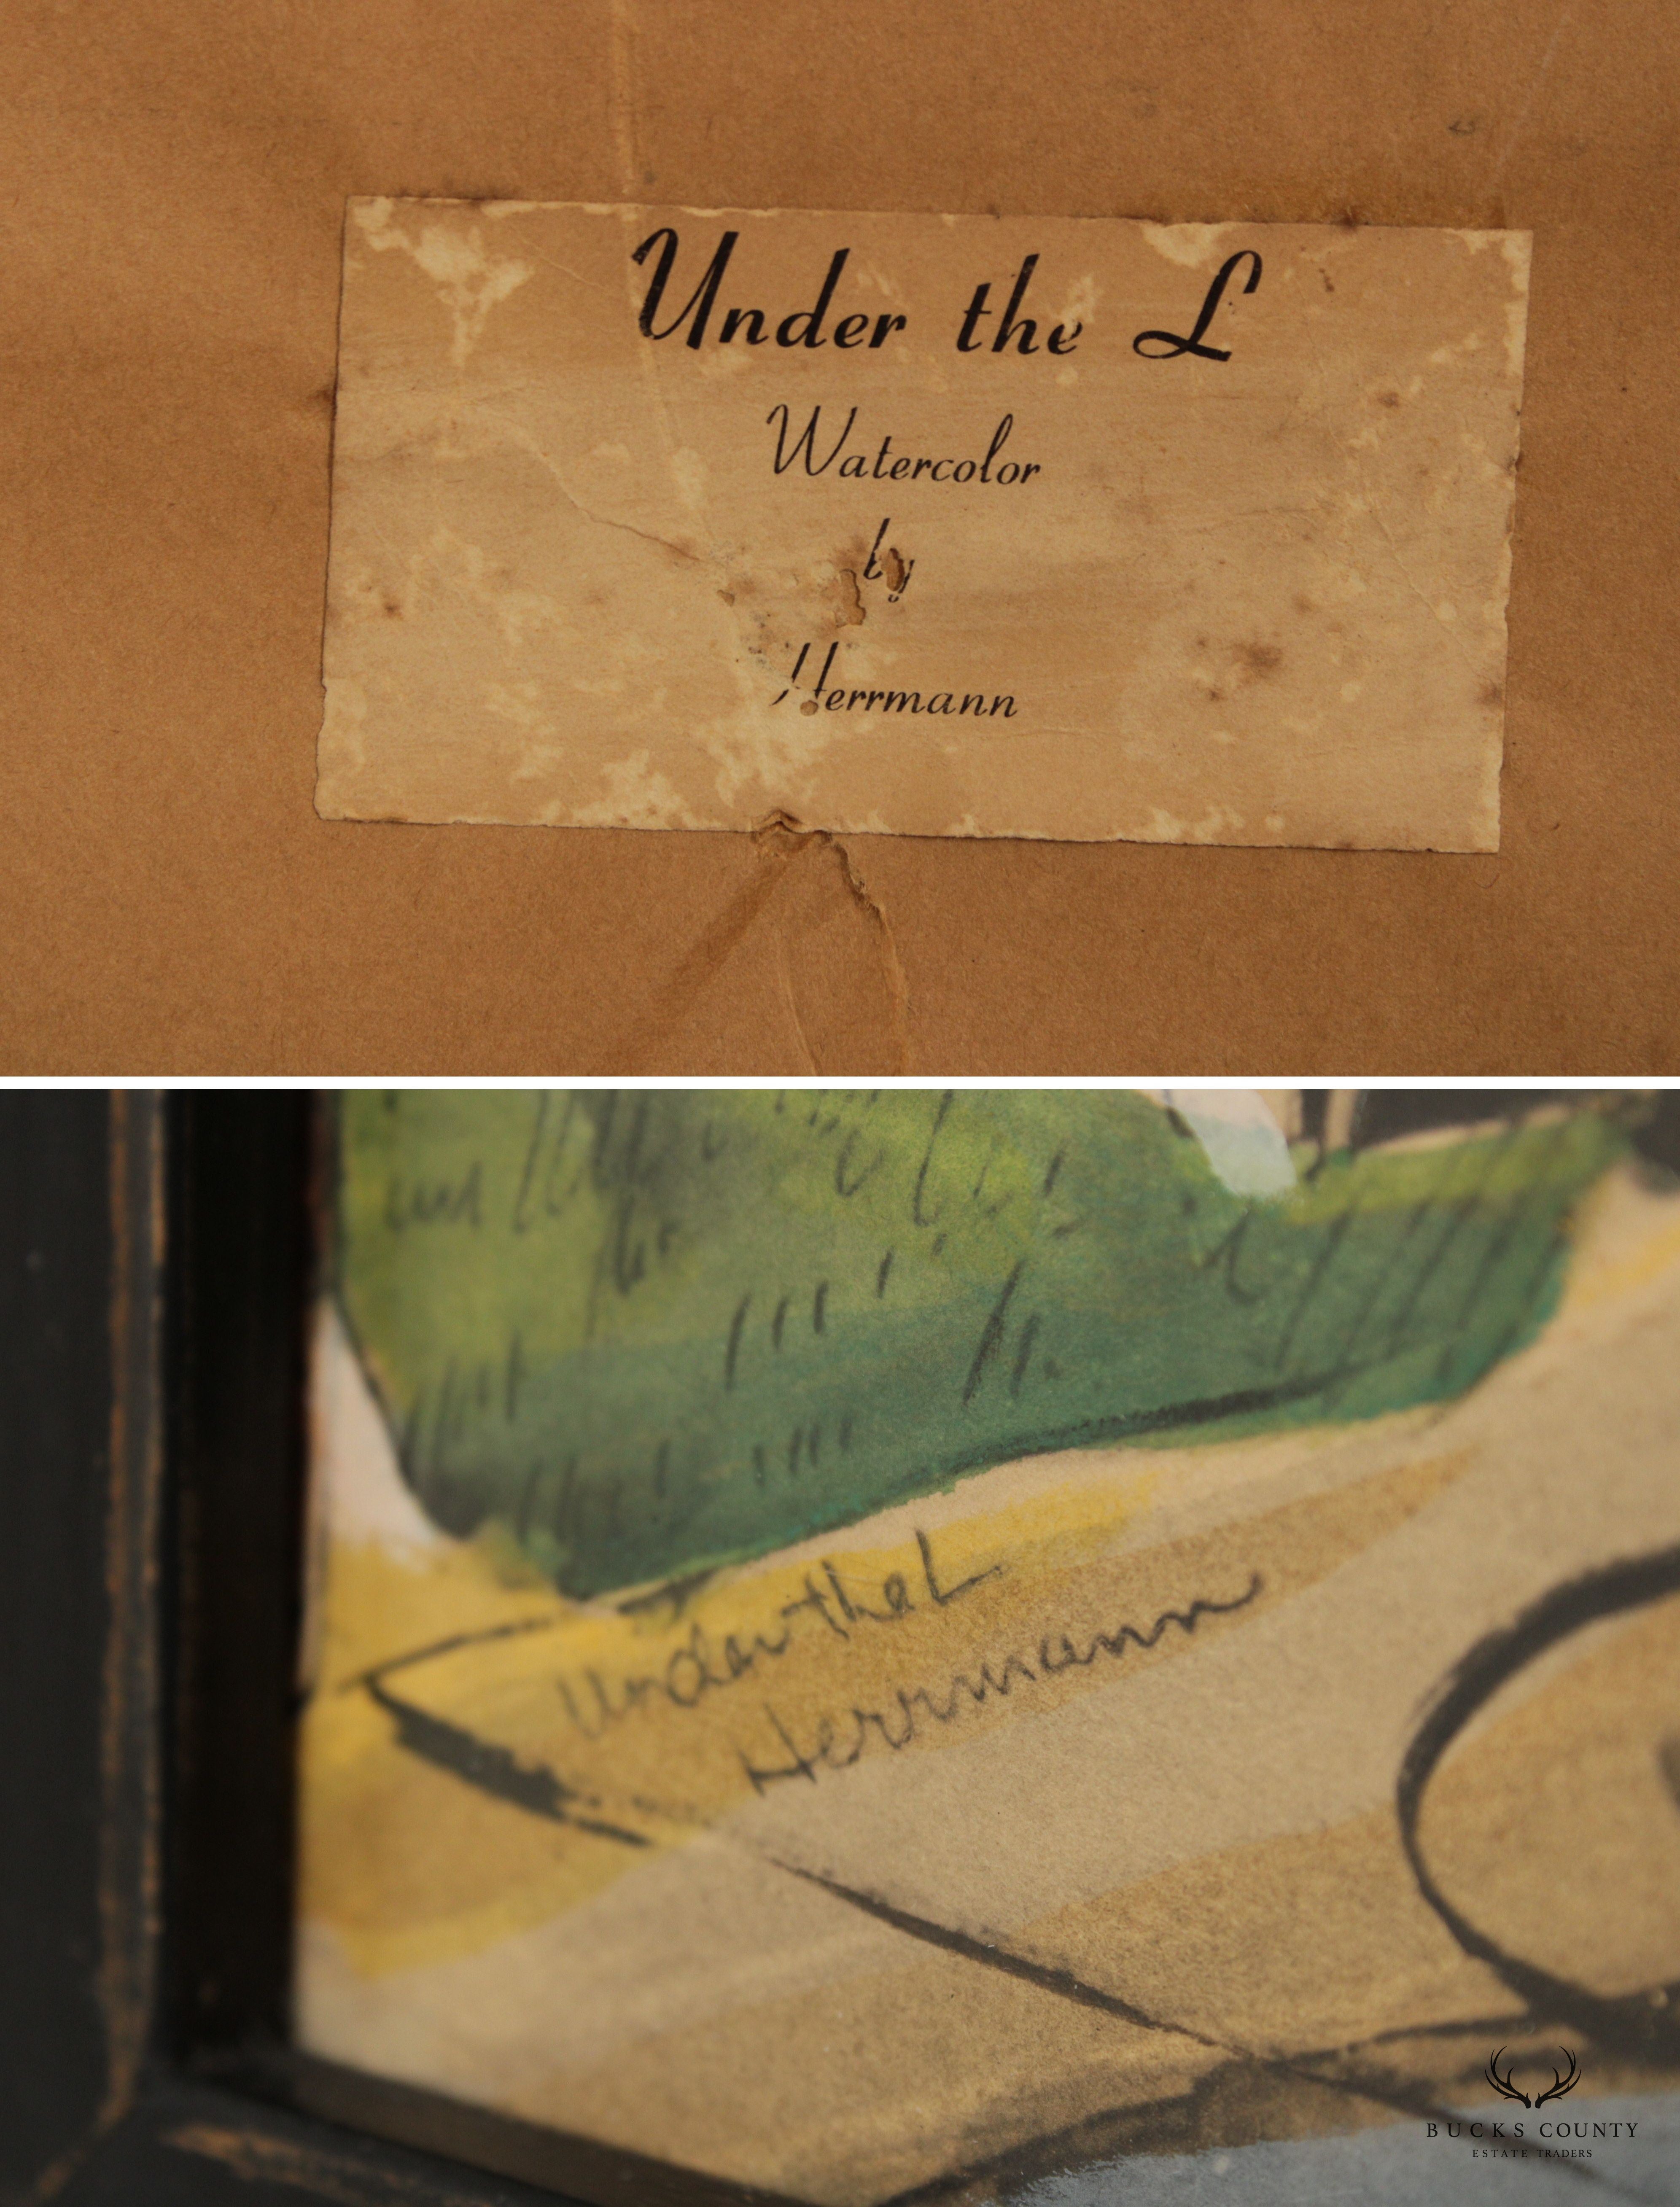 Under the L
Watercolor
by
Herrmann
Under the L
Herrmann
BUCKS COUNTY
ESTATE TRADERS